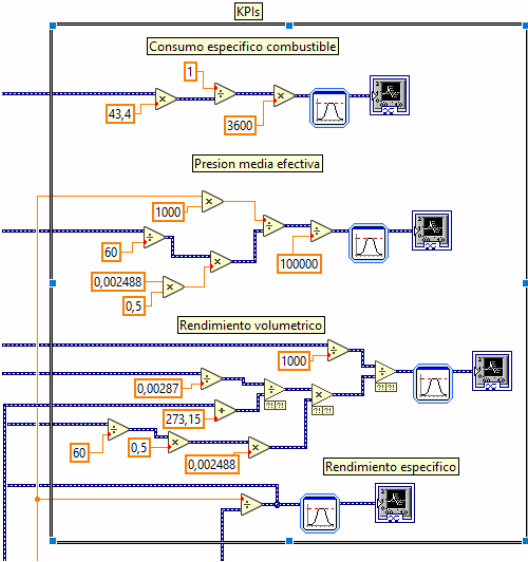 KPIs
Consumo especifico combustible
1
43,4
3600
Presion media efectiva
1000
60
0,002488
0,5
100000
Rendimiento volumetrico
1000
0,00287
273,15
60
0,5
0,002488
Rendimiento especifico